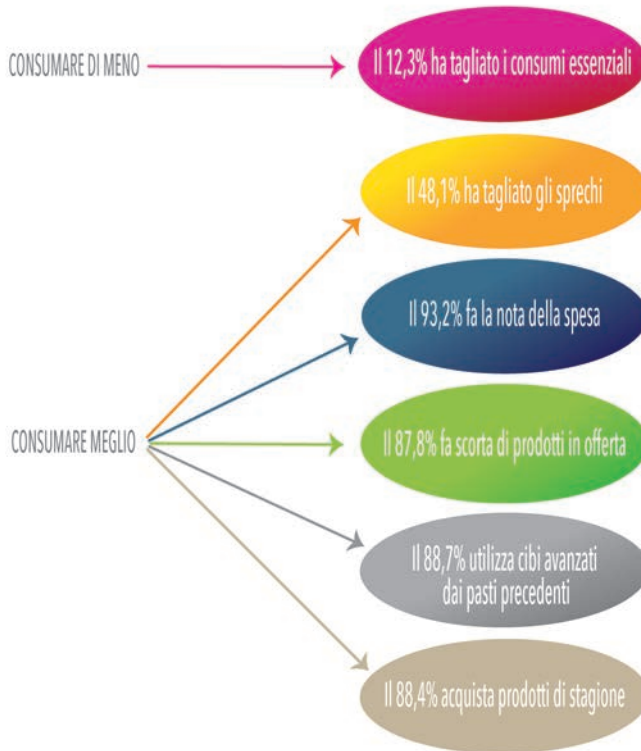 CONSUMARE DI MENO
Il 12,3% ha tagliato i consumi essenziali
Il 48,1% ha tagliato gli sprechi
Il 93,2% fa la nota della spesa
CONSUMARE MEGLIO
Il 87,8% fa scorta di prodotti in offerta
Il 88,7% utilizza cibi avanzati
dai pasti precedenti
Il 88,4% acquista prodotti di stagione